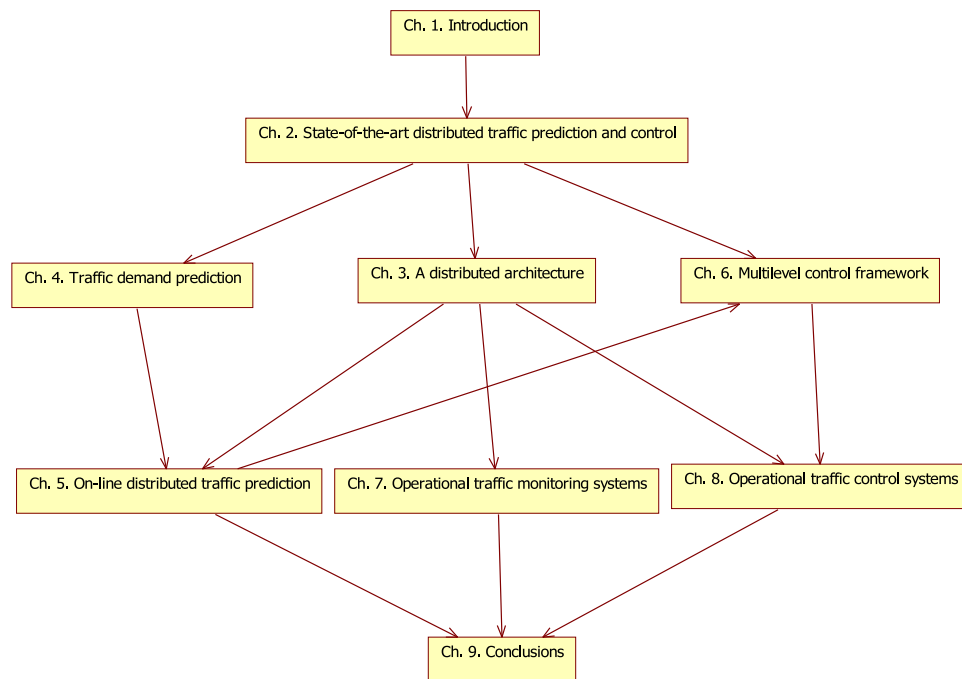 Ch. 1. Introduction
Ch. 2. State-of-the-art distributed traffic prediction and control
Ch. 4. Traffic demand prediction
Ch. 3. A distributed architecture
Ch. 6. Multilevel control framework
Ch. 5. On-line distributed traffic prediction
Ch. 7. Operational traffic monitoring systems
Ch. 8. Operational traffic control systems
Ch. 9. Conclusions